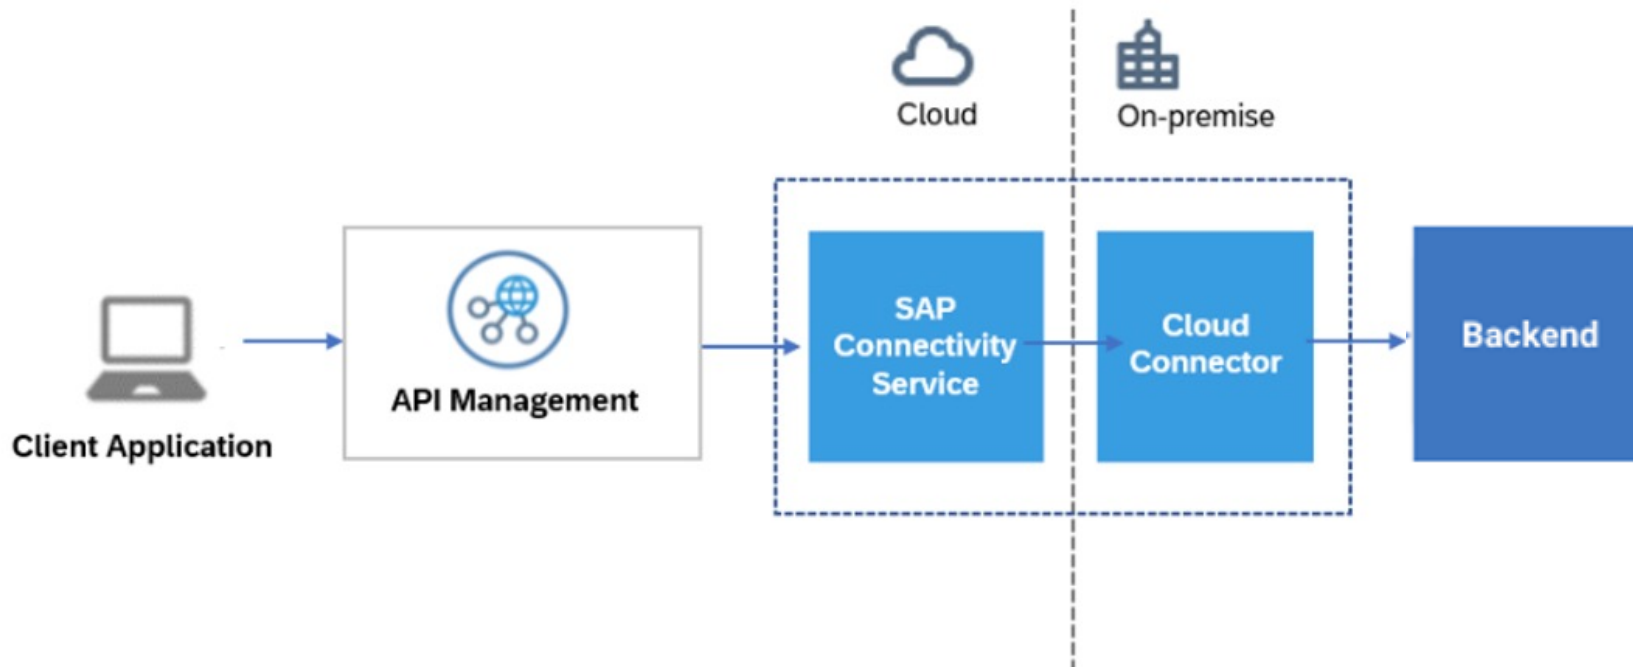 Cloud
On-premise
Client Application
API Management
SAP
Connectivity
Service
Cloud
Connector
Backend